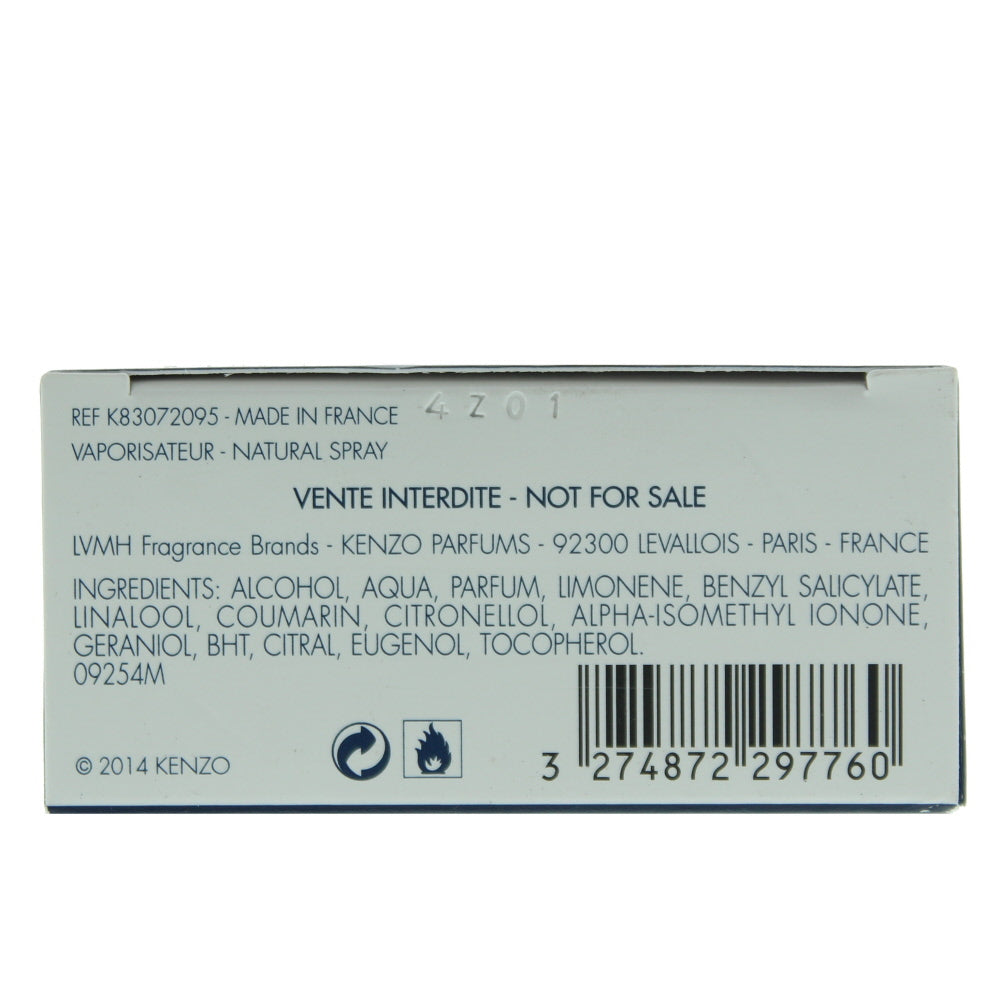 REF K83072095 - MADE IN FRANCE 4Z01
VAPORISATEUR - NATURAL SPRAY
VENTE INTERDITE - NOT FOR SALE
LVMH Fragrance Brands - KENZO PARFUMS - 92300 LEVALLOIS - PARIS - FRANCE
INGREDIENTS: ALCOHOL, AQUA, PARFUM, LIMONENE, BENZYL SALICYLATE,
LINALOOL, COUMARIN, CITRONELLOL, ALPHA-ISOMETHYL IONONE,
GERANIOL, BHT, CITRAL, EUGENOL, TOCOPHEROL.
09254M
© 2014 KENZO
3 274872 297760